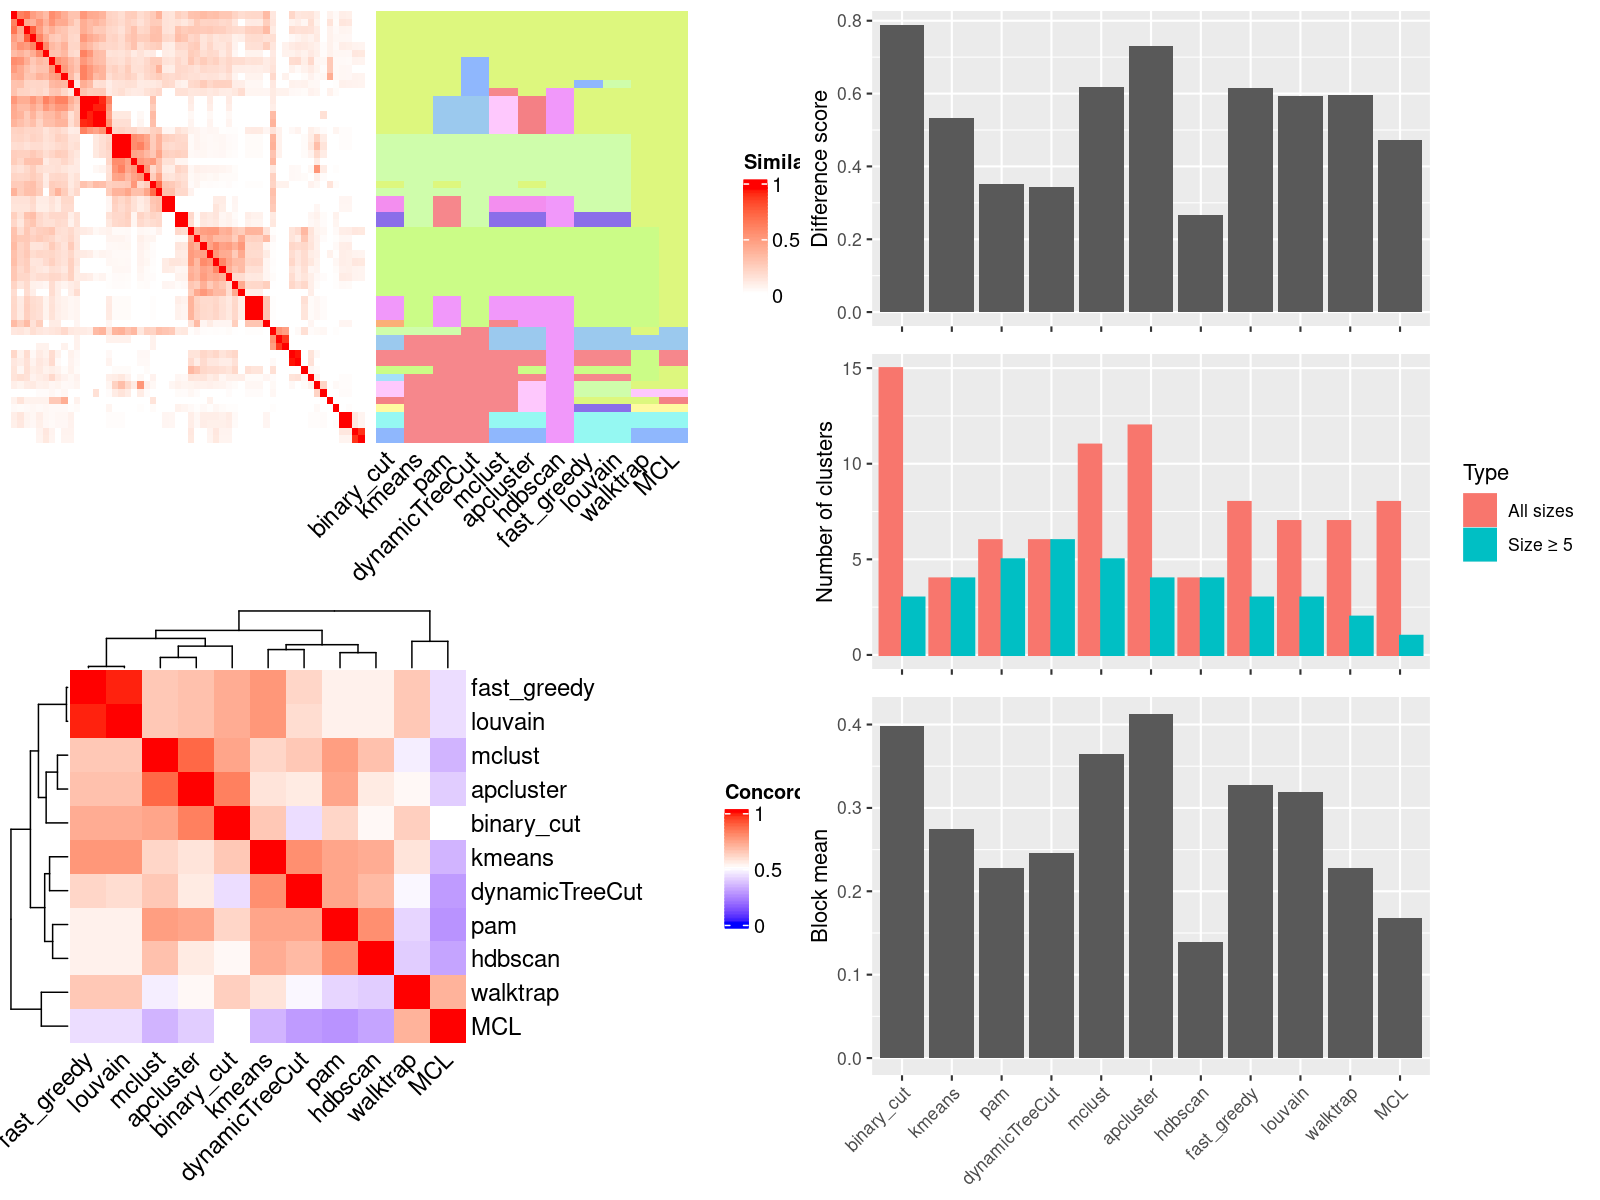 Simila
1
0.5
0
binary_cut
kmeans
pam
dynamicTreeCut
mclust
apcluster
hdbscan
fast_greedy
louvain
walktrap
MCL
fast_greedy
louvain
mclust
apcluster
binary_cut
kmeans
dynamicTreeCut
pam
hdbscan
walktrap
MCL
fast_greedy
louvain
mclust
apcluster
binary_cut
kmeans
dynamicTreeCut
pam
hdbscan
walktrap
MCL
Concord
1
0.5
0
Difference score
0.8
0.6
0.4
0.2
0.0
Number of clusters
15
10
5
0
Type
All sizes
Size ≥ 5
Block mean
0.4
0.3
0.2
0.1
0.0
binary_cut
kmeans
pam
dynamicTreeCut
mclust
apcluster
hdbscan
fast_greedy
louvain
walktrap
MCL